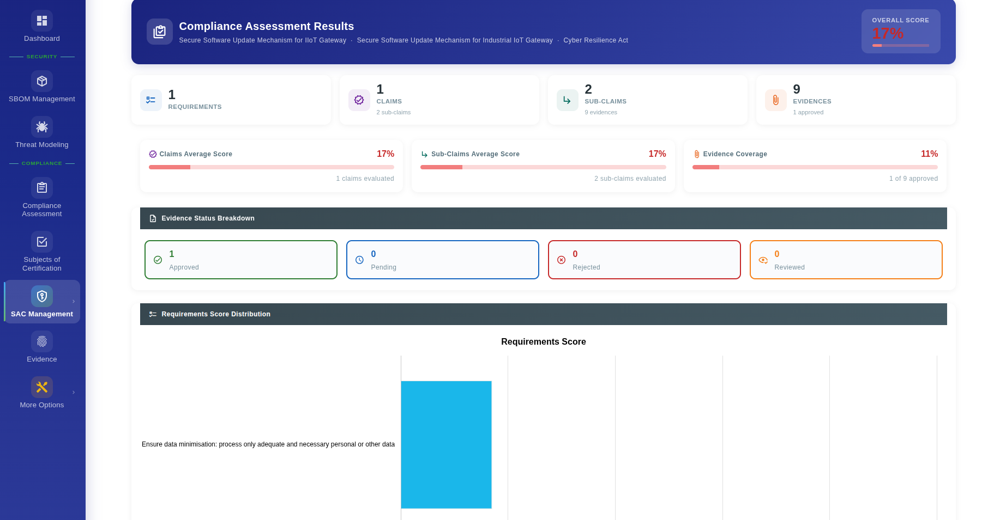 Dashboard
SECURITY
SBOM Management
Threat Modeling
COMPLIANCE
Compliance
Assessment
Subjects of
Certification
SAC Management
Evidence
More Options
Compliance Assessment Results
Secure Software Update Mechanism for IIoT Gateway · Secure Software Update Mechanism for Industrial IoT Gateway · Cyber Resilience Act
OVERALL SCORE
17%
1
REQUIREMENTS
1
CLAIMS
2 sub-claims
2
SUB-CLAIMS
9 evidences
9
EVIDENCES
1 approved
Claims Average Score 17%
1 claims evaluated
Sub-Claims Average Score 17%
2 sub-claims evaluated
Evidence Coverage 11%
1 of 9 approved
Evidence Status Breakdown
1
Approved
0
Pending
0
Rejected
0
Reviewed
Requirements Score Distribution
Requirements Score
Ensure data minimisation: process only adequate and necessary personal or other data